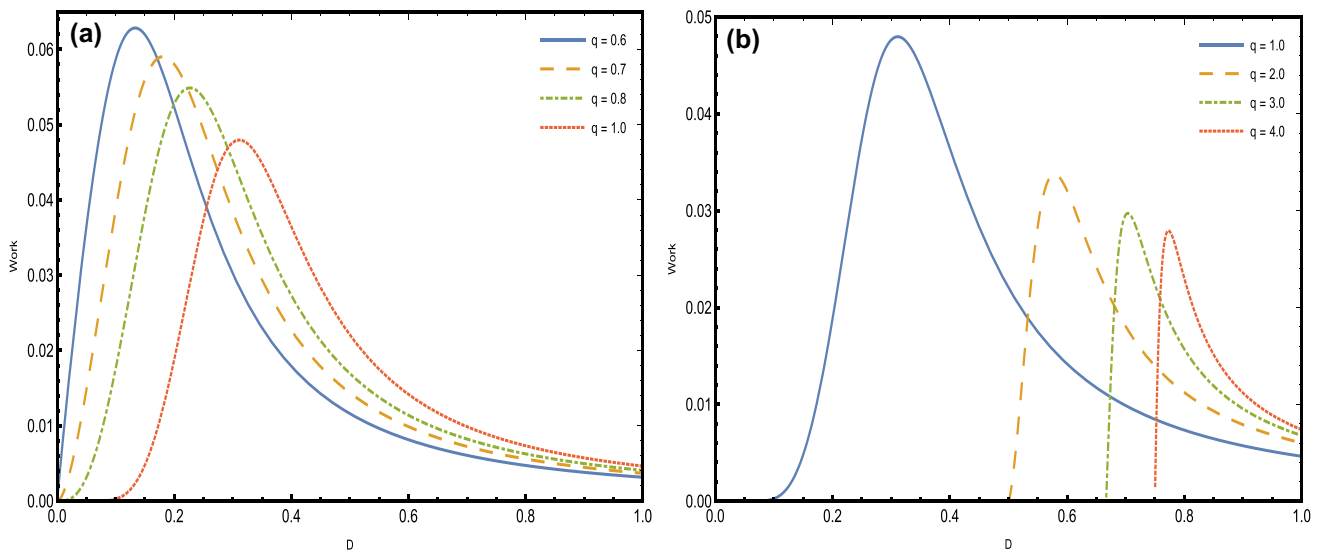 (a)
q = 0.6
q = 0.7
q = 0.8
q = 1.0
Work
0.06
0.05
0.04
0.03
0.02
0.01
0.00
0.0 0.2 0.4 0.6 0.8 1.0
D
(b)
q = 1.0
q = 2.0
q = 3.0
q = 4.0
Work
0.05
0.04
0.03
0.02
0.01
0.00
0.0 0.2 0.4 0.6 0.8 1.0
D